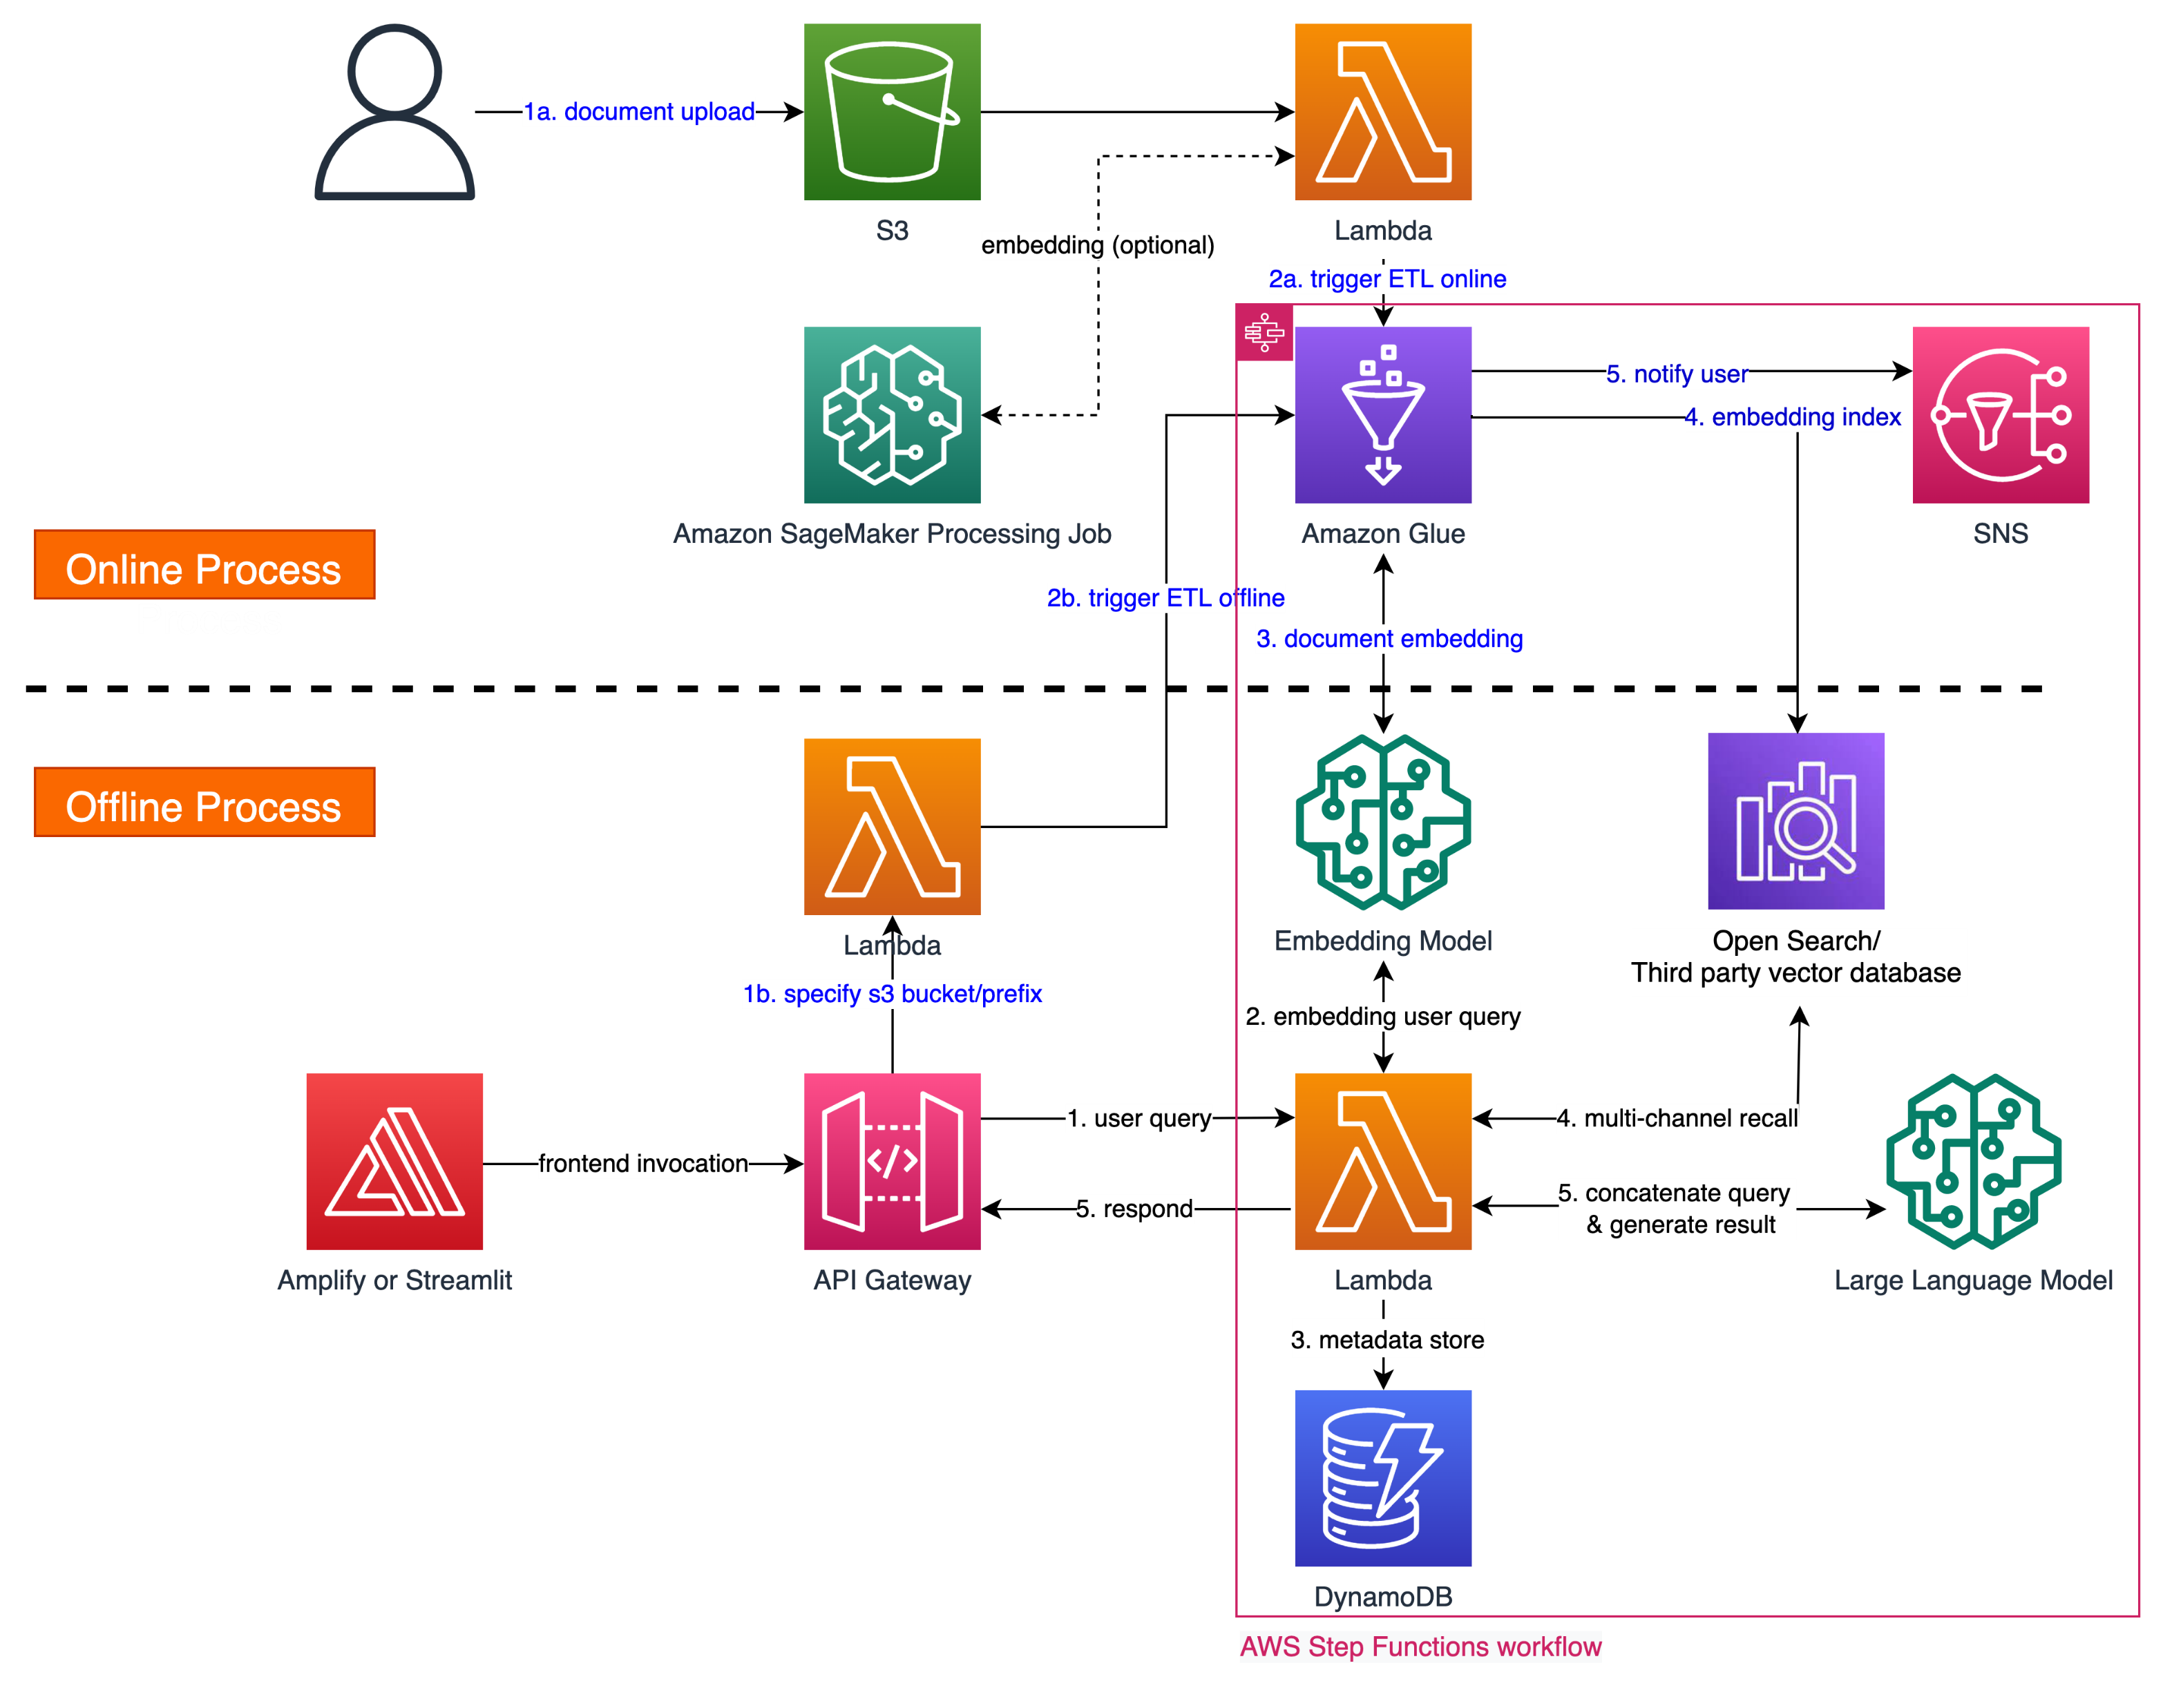 1a. document upload
S3
Lambda
embedding (optional)
2a. trigger ETL online
5. notify user
4. embedding index
Amazon SageMaker Processing Job
Amazon Glue
SNS
Online Process
2b. trigger ETL offline
3. document embedding
Offline Process
Lambda
Embedding Model
Open Search/
Third party vector database
1b. specify s3 bucket/prefix
2. embedding user query
</>
1. user query
4. multi-channel recall
frontend invocation
5. respond
5. concatenate query
& generate result
Amplify or Streamlit
API Gateway
Lambda
Large Language Model
3. metadata store
DynamoDB
AWS Step Functions workflow